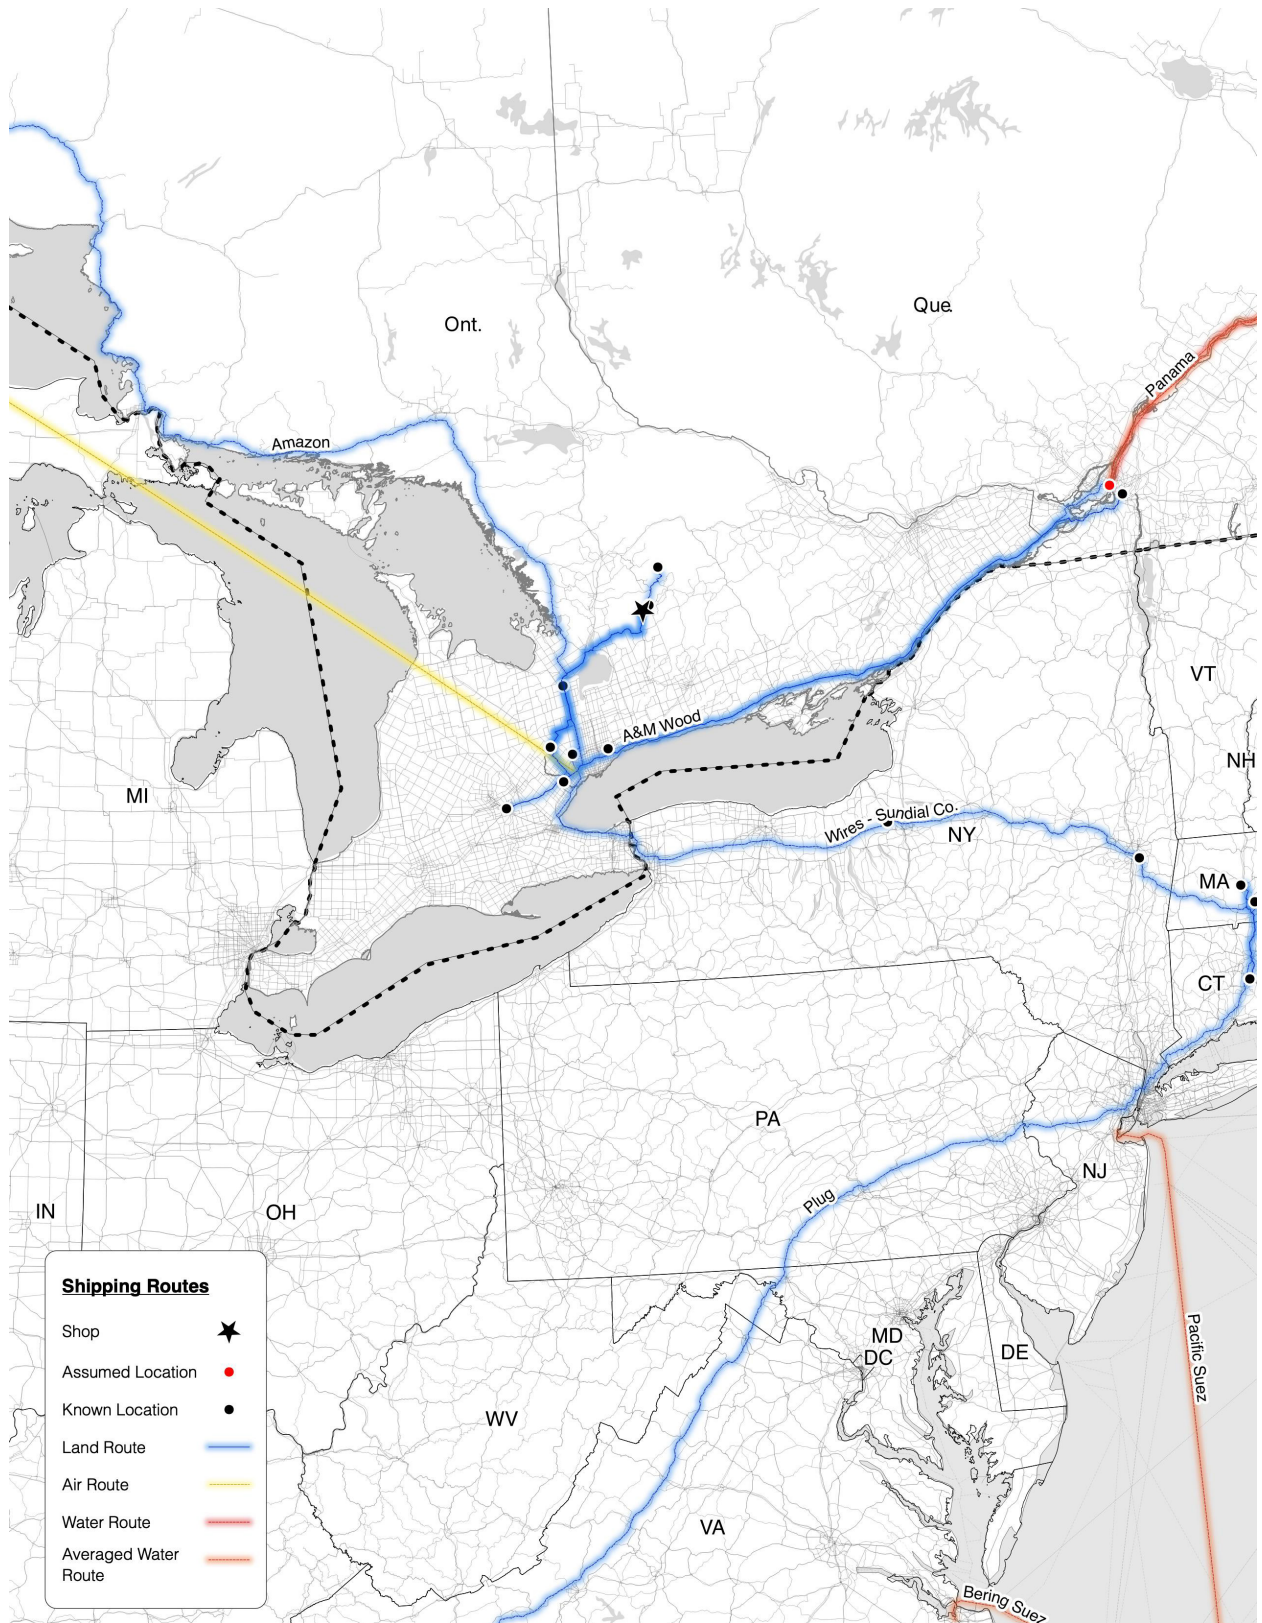 Ont.
Que.
Panama
Amazon
A&M Wood
VT
NH
MI
Wires - Sundial Co.
NY
MA
CT
PA
Plug
NJ
IN
OH
Shipping Routes
Shop
Assumed Location
Known Location
Land Route
Air Route
Water Route
Averaged Water
Route
MD
DC
DE
WV
VA
Pacific Suez
Bering Suez